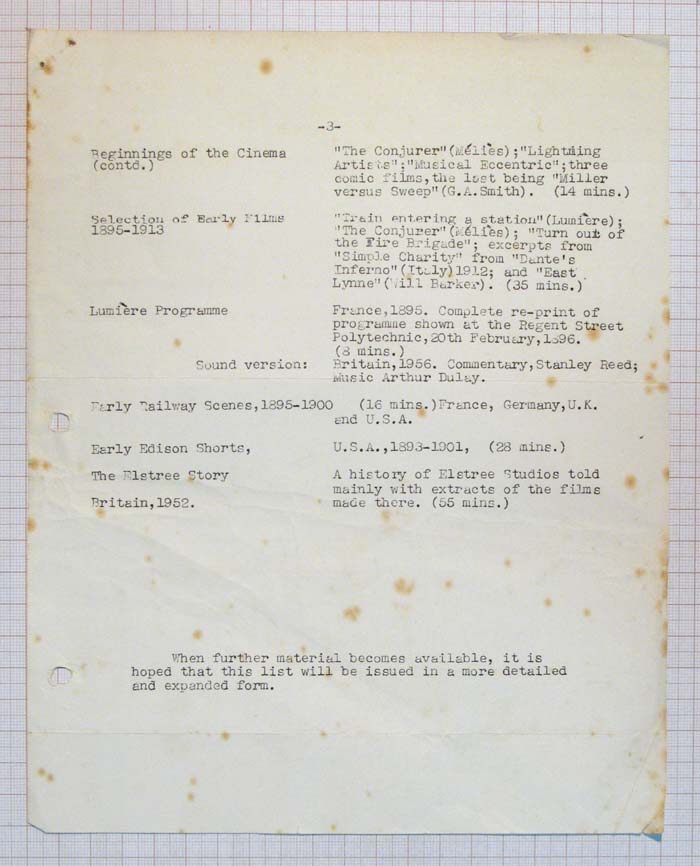 -3-
Beginnings of the Cinema "The Conjurer"(Méliès);"Lightning
(contd.) Artists";"Musical Eccentric";three
comic films,the last being "Miller
versus Sweep"(G.A.Smith). (14 mins.)
Selection of Early Films "Train entering a station"(Lumière);
1895-1913 "The Conjurer"(Méliès); "Turn out of
the Fire Brigade"; excerpts from
"Simple Charity" from "Dante's
Inferno"(Italy)1912; and "East
Lynne"(Will Barker). (35 mins.)
Lumière Programme France,1895. Complete re-print of
programme shown at the Regent Street
Polytechnic,20th February,1896.
(8 mins.)
Sound version: Britain,1956. Commentary,Stanley Reed;
Music Arthur Dulay.
Early Railway Scenes,1895-1900 (16 mins.)France, Germany,U.K.
and U.S.A.
Early Edison Shorts, U.S.A.,1893-1901, (28 mins.)
The Elstree Story A history of Elstree Studios told
mainly with extracts of the films
Britain,1952. made there. (55 mins.)
When further material becomes available, it is
hoped that this list will be issued in a more detailed
and expanded form.